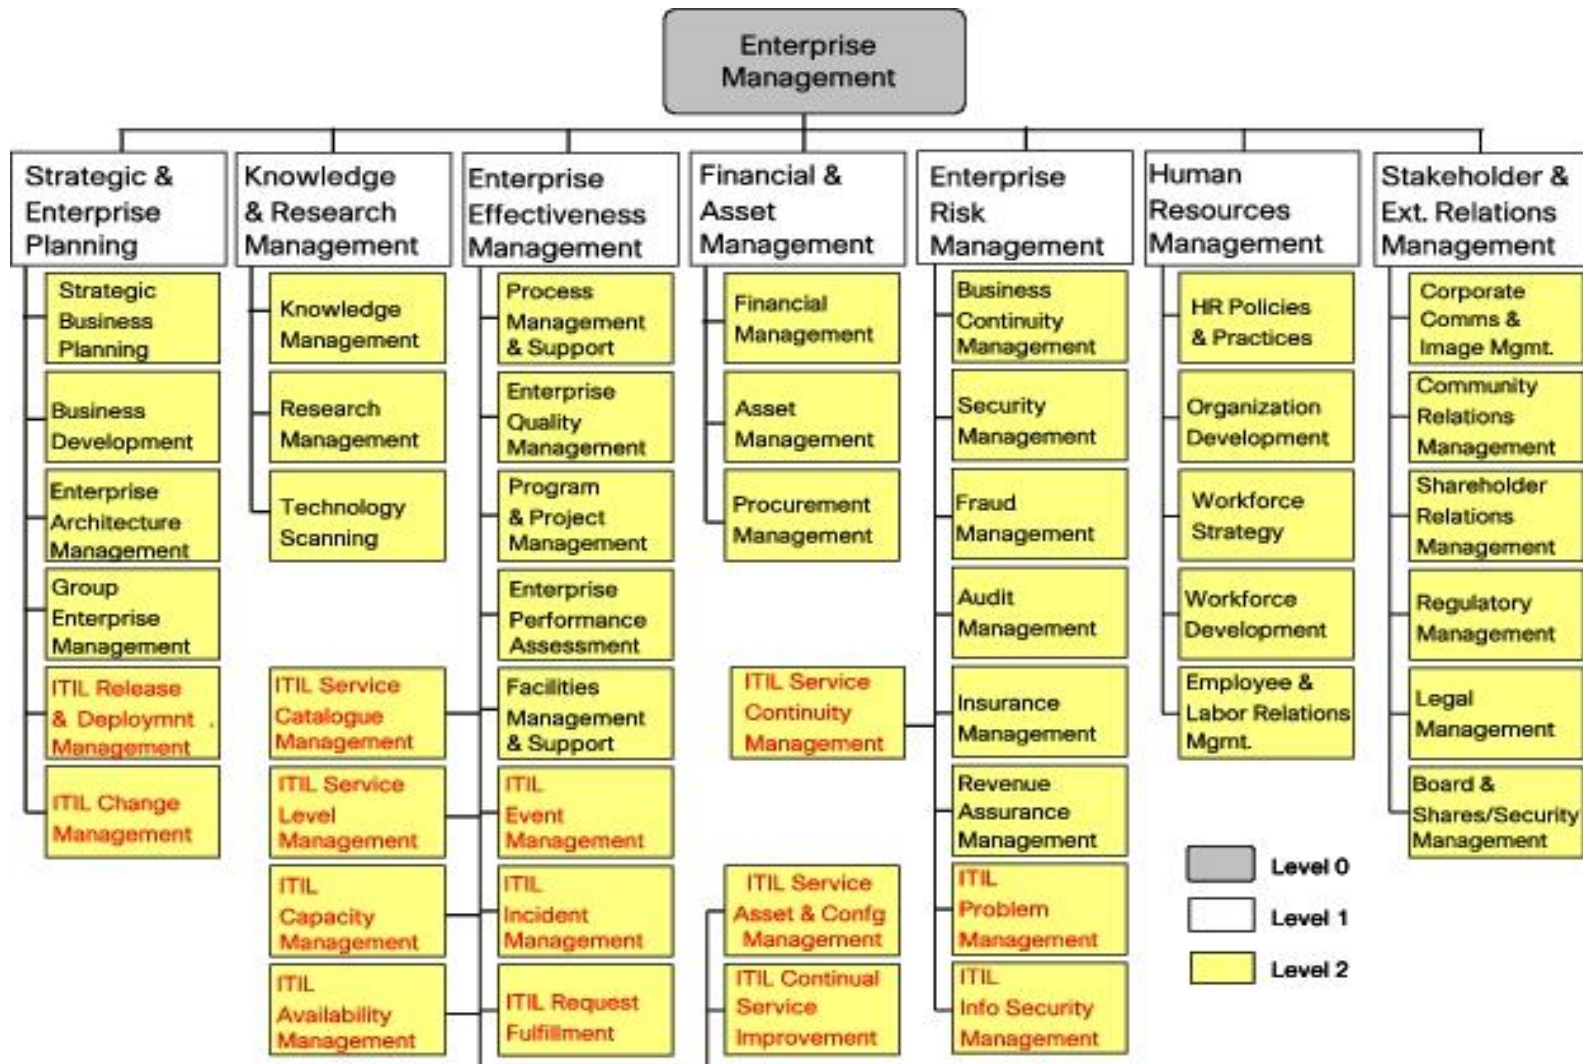 Enterprise
Management
Strategic &
Enterprise
Planning
Knowledge
& Research
Management
Enterprise
Effectiveness
Management
Financial &
Asset
Management
Enterprise
Risk
Management
Human
Resources
Management
Stakeholder &
Ext. Relations
Management
Strategic
Business
Planning
Business
Development
Enterprise
Architecture
Management
Group
Enterprise
Management
ITIL Release
& Deploymnt .
Management
ITIL Change
Management
Knowledge
Management
Research
Management
Technology
Scanning
ITIL Service
Catalogue
Management
ITIL Service
Level
Management
ITIL
Capacity
Management
ITIL
Availability
Management
Process
Management
& Support
Enterprise
Quality
Management
Program
& Project
Management
Enterprise
Performance
Assessment
Facilities
Management
& Support
ITIL
Event
Management
ITIL
Incident
Management
ITIL Request
Fulfillment
Financial
Management
Asset
Management
Procurement
Management
ITIL Service
Continuity
Management
ITIL Service
Asset & Confg
Management
ITIL Continual
Service
Improvement
Business
Continuity
Management
Security
Management
Fraud
Management
Audit
Management
Insurance
Management
Revenue
Assurance
Management
ITIL
Problem
Management
ITIL
Info Security
Management
HR Policies
& Practices
Organization
Development
Workforce
Strategy
Workforce
Development
Employee &
Labor Relations
Mgmt.
Corporate
Comms &
Image Mgmt.
Community
Relations
Management
Shareholder
Relations
Management
Regulatory
Management
Legal
Management
Board &
Shares/Security
Management
Level 0
Level 1
Level 2